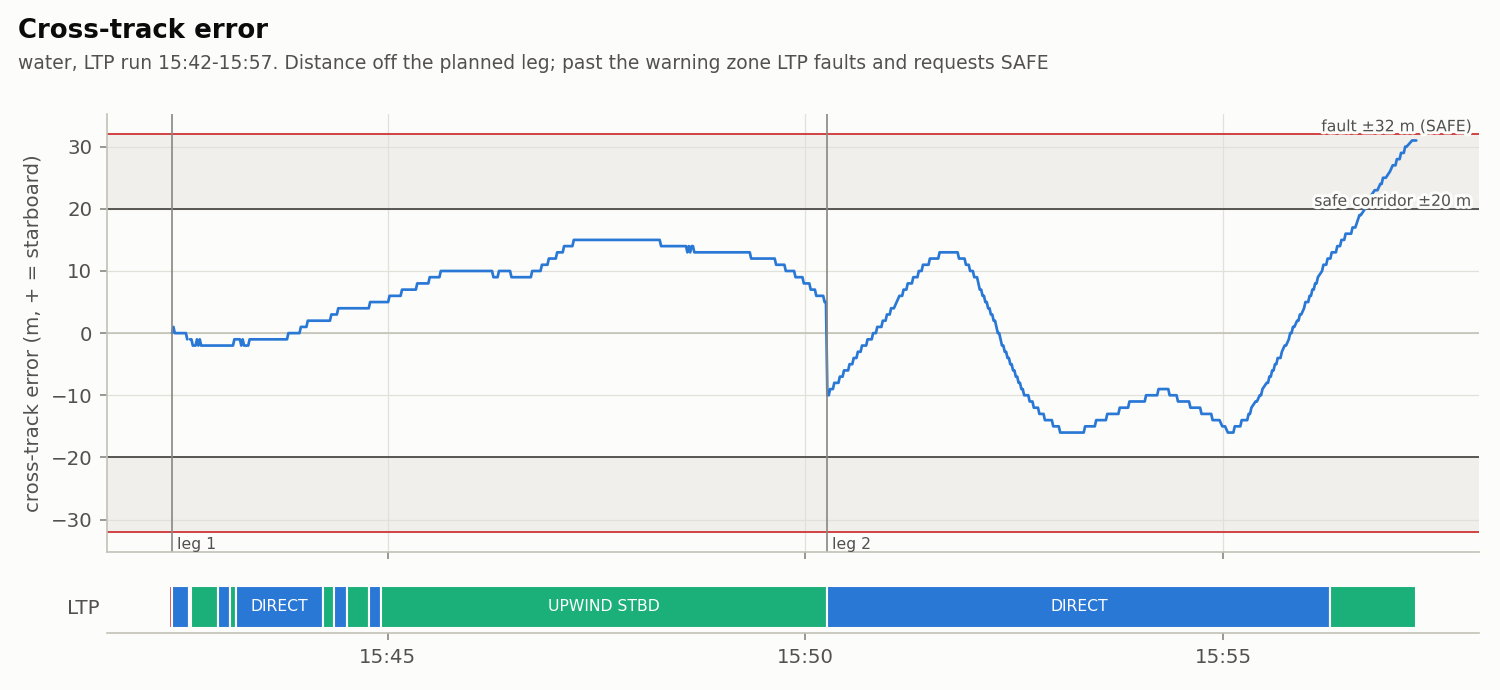 Cross-track error
water, LTP run 15:42-15:57. Distance off the planned leg; past the warning zone LTP faults and requests SAFE
cross-track error (m, + = starboard)
30
20
10
0
−10
−20
−30
fault ±32 m (SAFE)
safe corridor ±20 m
leg 1
leg 2
LTP
DIRECT
UPWIND STBD
DIRECT
15:45
15:50
15:55